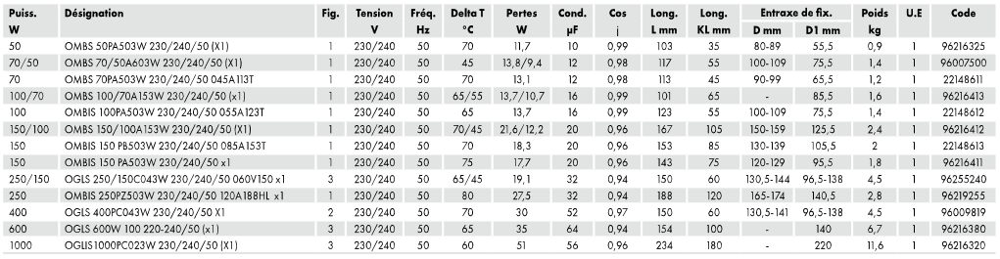 Puiss. Désignation Fig. Tension Fréq. Delta T Pertes Cond. Cos Long. Long. Entraxe de fix. Poids U.E Code
W V Hz °C W µF j L mm KL mm D mm D1 mm kg
50 OMBS 50PA503W 230/240/50 (X1) 1 230/240 50 70 11,7 10 0,99 103 35 80-89 55,5 0,9 1 96216325
70/50 OMBS 70/50A603W 230/240/50 (X1) 1 230/240 50 45 13,8/9,4 12 0,98 117 55 100-109 75,5 1,4 1 96007500
70 OMBS 70PA503W 230/240/50 045A113T 1 230/240 50 70 13,1 12 0,98 113 45 90-99 65,5 1,2 1 22148611
100/70 OMBS 100/70A153W 230/240/50 (x1) 1 230/240 50 65/55 13,7/10,7 16 0,99 101 65 - 85,5 1,6 1 96216413
100 OMBIS 100PA503W 230/240/50 055A123T 1 230/240 50 65 13,7 16 0,99 123 55 100-109 75,5 1,4 1 22148612
150/100 OMBS 150/100A153W 230/240/50 (X1) 1 230/240 50 70/45 21,6/12,2 20 0,96 167 105 150-159 125,5 2,4 1 96216412
150 OMBIS 150 PB503W 230/240/50 085A153T 1 230/240 50 70 18,3 20 0,96 153 85 130-139 105,5 2 1 22148613
150 OMBIS 150 PA503W 230/240/50 x1 1 230/240 50 75 17,7 20 0,96 143 75 120-129 95,5 1,8 1 96216411
250/150 OGLS 250/150C043W 230/240/50 060V150 x1 3 230/240 50 65/45 19,1 32 0,94 150 60 130,5-144 96,5-138 4,5 1 96255240
250 OMBIS 250PZ503W 230/240/50 120A188HL x1 1 230/240 50 80 27,5 32 0,94 188 120 165-174 140,5 2,8 1 96219255
400 OGLS 400PC043W 230/240/50 X1 2 230/240 50 70 30 52 0,97 150 60 130,5-141 96,5-138 4,5 1 96009819
600 OGLS 600W 100 220-240/50 (x1) 3 230/240 50 65 35 64 0,94 154 100 - 140 6,7 1 96216380
1000 OGLIS1000PC023W 230/240/50 (X1) 3 230/240 50 60 51 56 0,96 234 180 - 220 11,6 1 96216320